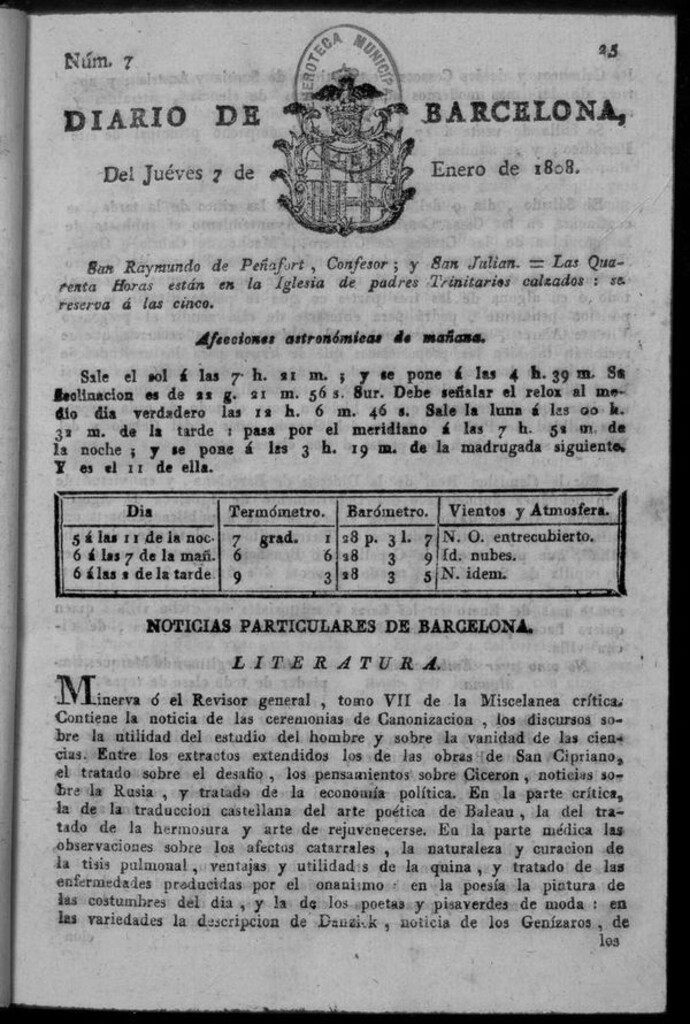 Núm. 7
25
HEROTECA MUNICIP
DIARIO DE BARCELONA,
Del Juéves 7 de Enero de 1808.
San Raymundo de Peñafort, Confesor; y San Julian. = Las Qua-
renta Horas están en la Iglesia de padres Trinitarios calzados : se
reserva á las cinco.
Afecciones astronómicas de mañana.
Sale el sol á las 7 h. 21 m. ; y se pone á las 4 h. 39 m. Su
declinacion es de 22 g. 21 m. 56 s. Sur. Debe señalar el relox al me-
dio dia verdadero las 12 h. 6 m. 46 s. Sale la luna á las 00 h.
32 m. de la tarde : pasa por el meridiano á las 7 h. 52 m. de
la noche ; y se pone á las 3 h. 19 m. de la madrugada siguiente.
Y es el 11 de ella.
Dia Termómetro. Barómetro. Vientos y Atmosfera.
5 á las 11 de la noc. 7 grad. 1 28 p. 3 l. 7 N. O. entrecubierto.
6 á las 7 de la mañ. 6 6 28 3 9 Id. nubes.
6 á las 2 de la tarde 9 3 28 3 5 N. idem.
NOTICIAS PARTICULARES DE BARCELONA.
LITERATURA.
Minerva ó el Revisor general, tomo VII de la Miscelanea crítica.
Contiene la noticia de las ceremonias de Canonizacion, los discursos so-
bre la utilidad del estudio del hombre y sobre la vanidad de las cien-
cias. Entre los extractos extendidos los de las obras de San Cipriano,
el tratado sobre el desafio, los pensamientos sobre Ciceron, noticias so-
bre la Rusia, y tratado de la economía política. En la parte crítica,
la de la traduccion castellana del arte poética de Baleau, la del tra-
tado de la hermosura y arte de rejuvenecerse. En la parte médica las
observaciones sobre los afectos catarrales, la naturaleza y curacion de
la tisis pulmonal, ventajas y utilidades de la quina, y tratado de las
enfermedades producidas por el onanismo : en la poesía la pintura de
las costumbres del dia, y la de los poetas y pisaverdes de moda : en
las variedades la descripcion de Dauzick, noticia de los Genízaros, de
los